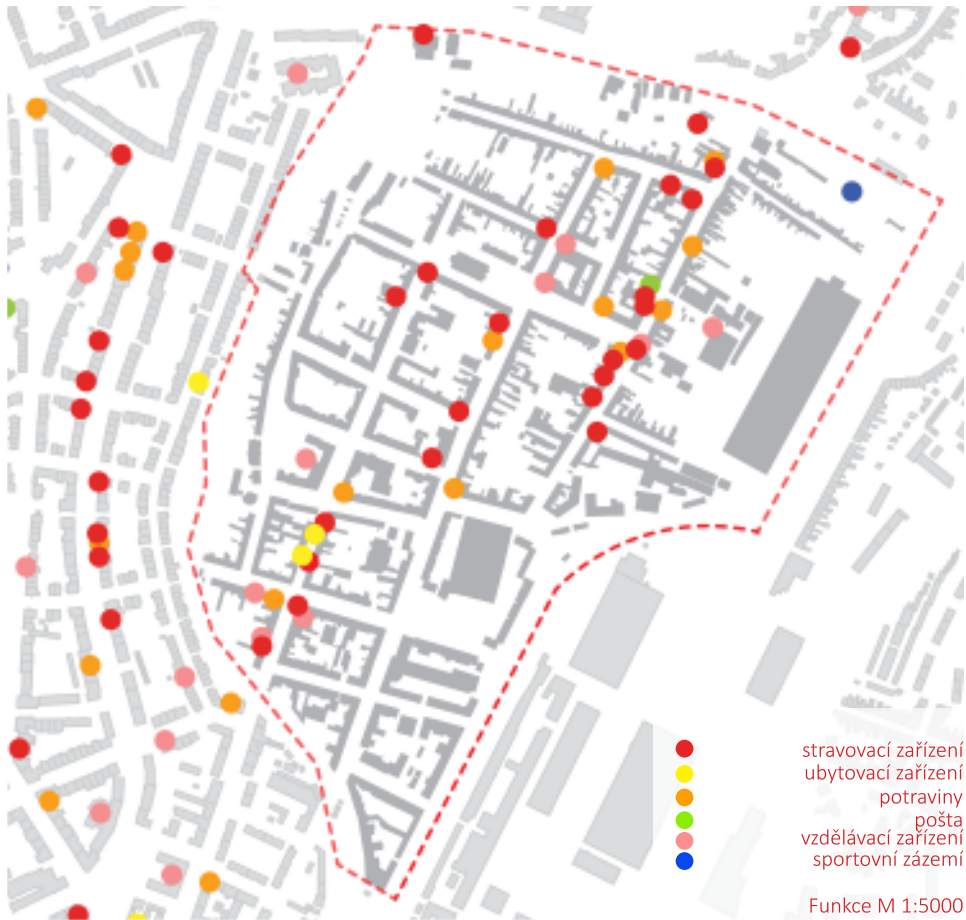 stravovací zařízení
ubytovací zařízení
potraviny
pošta
vzdělávací zařízení
sportovní zázemí
Funkce M 1:5000